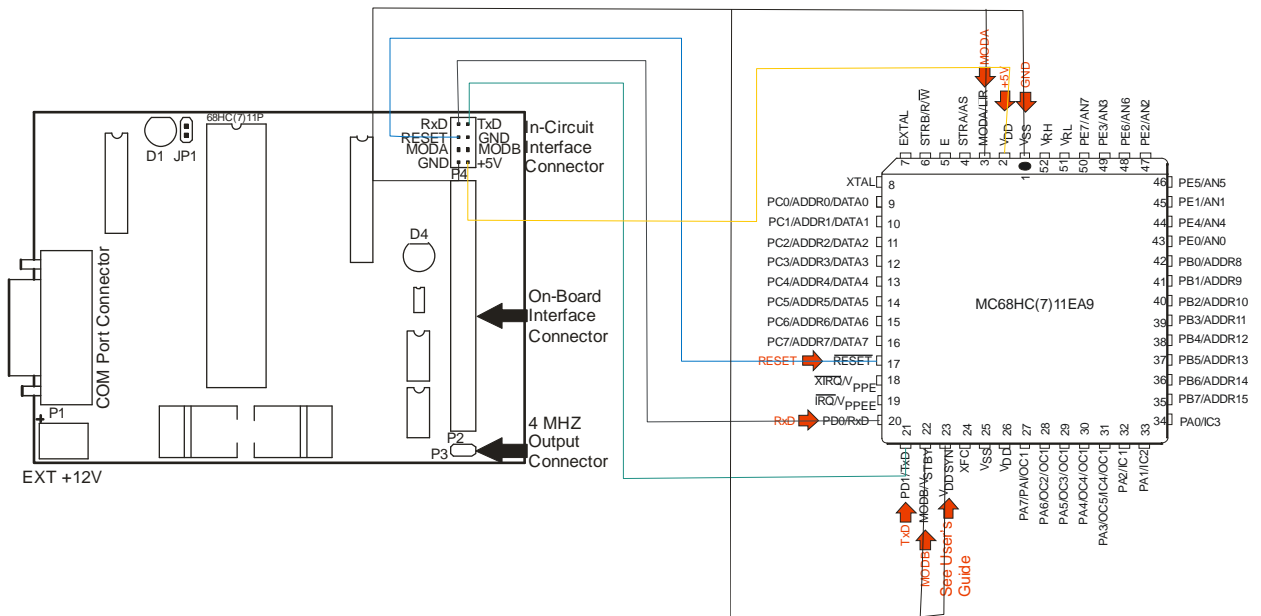 68HC(7)11P
D1
JP1
RxD
TxD
RESET
GND
MODA
MODB
GND
+5V
P4
In-Circuit
Interface
Connector
D4
COM Port Connector
On-Board
Interface
Connector
P1
+
EXT +12V
P2
P3
4 MHZ
Output
Connector
MODA
+5V
GND
EXTAL
STRB/R/W
E
STRA/AS
MODA/LIR
VDD
VSS
VRH
VRL
PE7/AN7
PE3/AN3
PE6/AN6
PE2/AN2
7
6
5
4
3
2
1
52
51
50
49
48
47
XTAL 8
PC0/ADDR0/DATA0 9
PC1/ADDR1/DATA1 10
PC2/ADDR2/DATA2 11
PC3/ADDR3/DATA3 12
PC4/ADDR4/DATA4 13
PC5/ADDR5/DATA5 14
PC6/ADDR6/DATA6 15
PC7/ADDR7/DATA7 16
RESET RESET 17
XIRQ/VPPE 18
IRQ/VPPEE 19
RxD PD0/RxD 20
MC68HC(7)11EA9
46 PE5/AN5
45 PE1/AN1
44 PE4/AN4
43 PE0/AN0
42 PB0/ADDR8
41 PB1/ADDR9
40 PB2/ADDR10
39 PB3/ADDR11
38 PB4/ADDR12
37 PB5/ADDR13
36 PB6/ADDR14
35 PB7/ADDR15
34 PA0/IC3
21
22
23
24
25
26
27
28
29
30
31
32
33
PD1/TxD
MODB/VSTBY
VDDSYN
XFC
VSS
VDD
PA7/PAI/OC1
PA6/OC2/OC1
PA5/OC3/OC1
PA4/OC4/OC1
PA3/OC5/IC4/OC1
PA2/IC1
PA1/IC2
TxD
MODB
See User's
Guide